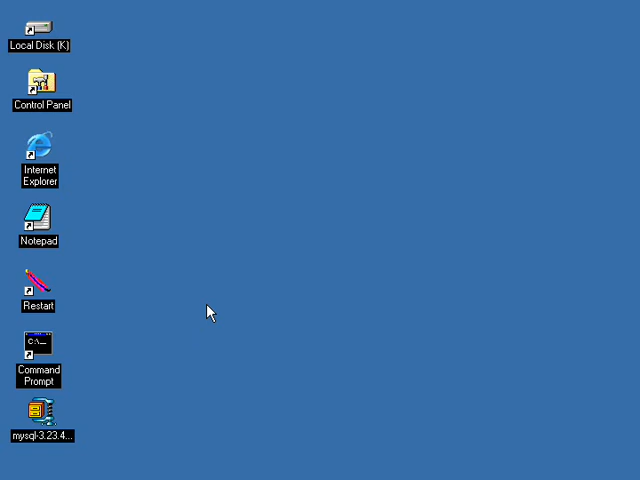 Local Disk (K)
Control Panel
Internet
Explorer
Notepad
Restart
C:\...
Command
Prompt
mysql-3.23.4...